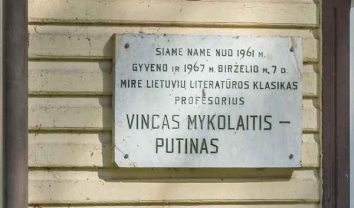 ŠIAME NAME NUO 1961 M.
GYVENO IR 1967 M. BIRŽELIO M. 7 D.
MIRĖ LIETUVIŲ LITERATŪROS KLASIKAS
PROFESORIUS
VINCAS MYKOLAITIS –
PUTINAS